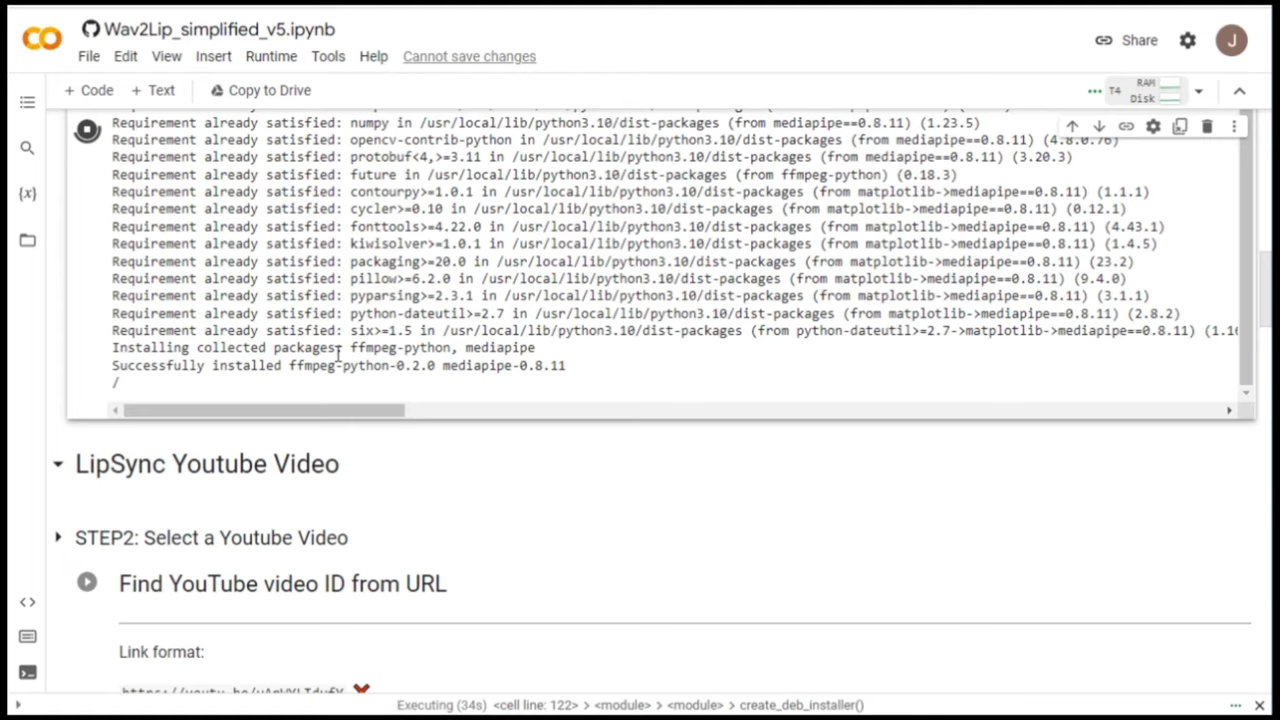 Wav2Lip_simplified_v5.ipynb
File Edit View Insert Runtime Tools Help Cannot save changes
Share
J
+ Code + Text Copy to Drive
T4 RAM Disk
Requirement already satisfied: numpy in /usr/local/lib/python3.10/dist-packages (from mediapipe==0.8.11) (1.23.5)
Requirement already satisfied: opencv-contrib-python in /usr/local/lib/python3.10/dist-packages (from mediapipe==0.8.11) (4.8.0.76)
Requirement already satisfied: protobuf<4,>=3.11 in /usr/local/lib/python3.10/dist-packages (from mediapipe==0.8.11) (3.20.3)
Requirement already satisfied: future in /usr/local/lib/python3.10/dist-packages (from ffmpeg-python) (0.18.3)
Requirement already satisfied: contourpy>=1.0.1 in /usr/local/lib/python3.10/dist-packages (from matplotlib->mediapipe==0.8.11) (1.1.1)
Requirement already satisfied: cycler>=0.10 in /usr/local/lib/python3.10/dist-packages (from matplotlib->mediapipe==0.8.11) (0.12.1)
Requirement already satisfied: fonttools>=4.22.0 in /usr/local/lib/python3.10/dist-packages (from matplotlib->mediapipe==0.8.11) (4.43.1)
Requirement already satisfied: kiwisolver>=1.0.1 in /usr/local/lib/python3.10/dist-packages (from matplotlib->mediapipe==0.8.11) (1.4.5)
Requirement already satisfied: packaging>=20.0 in /usr/local/lib/python3.10/dist-packages (from matplotlib->mediapipe==0.8.11) (23.2)
Requirement already satisfied: pillow>=6.2.0 in /usr/local/lib/python3.10/dist-packages (from matplotlib->mediapipe==0.8.11) (9.4.0)
Requirement already satisfied: pyparsing>=2.3.1 in /usr/local/lib/python3.10/dist-packages (from matplotlib->mediapipe==0.8.11) (3.1.1)
Requirement already satisfied: python-dateutil>=2.7 in /usr/local/lib/python3.10/dist-packages (from matplotlib->mediapipe==0.8.11) (2.8.2)
Requirement already satisfied: six>=1.5 in /usr/local/lib/python3.10/dist-packages (from python-dateutil>=2.7->matplotlib->mediapipe==0.8.11) (1.16
Installing collected packages: ffmpeg-python, mediapipe
Successfully installed ffmpeg-python-0.2.0 mediapipe-0.8.11
/
LipSync Youtube Video
STEP2: Select a Youtube Video
Find YouTube video ID from URL
Link format:
Executing (34s) <cell line: 122> > <module> > <module> > create_deb_installer()